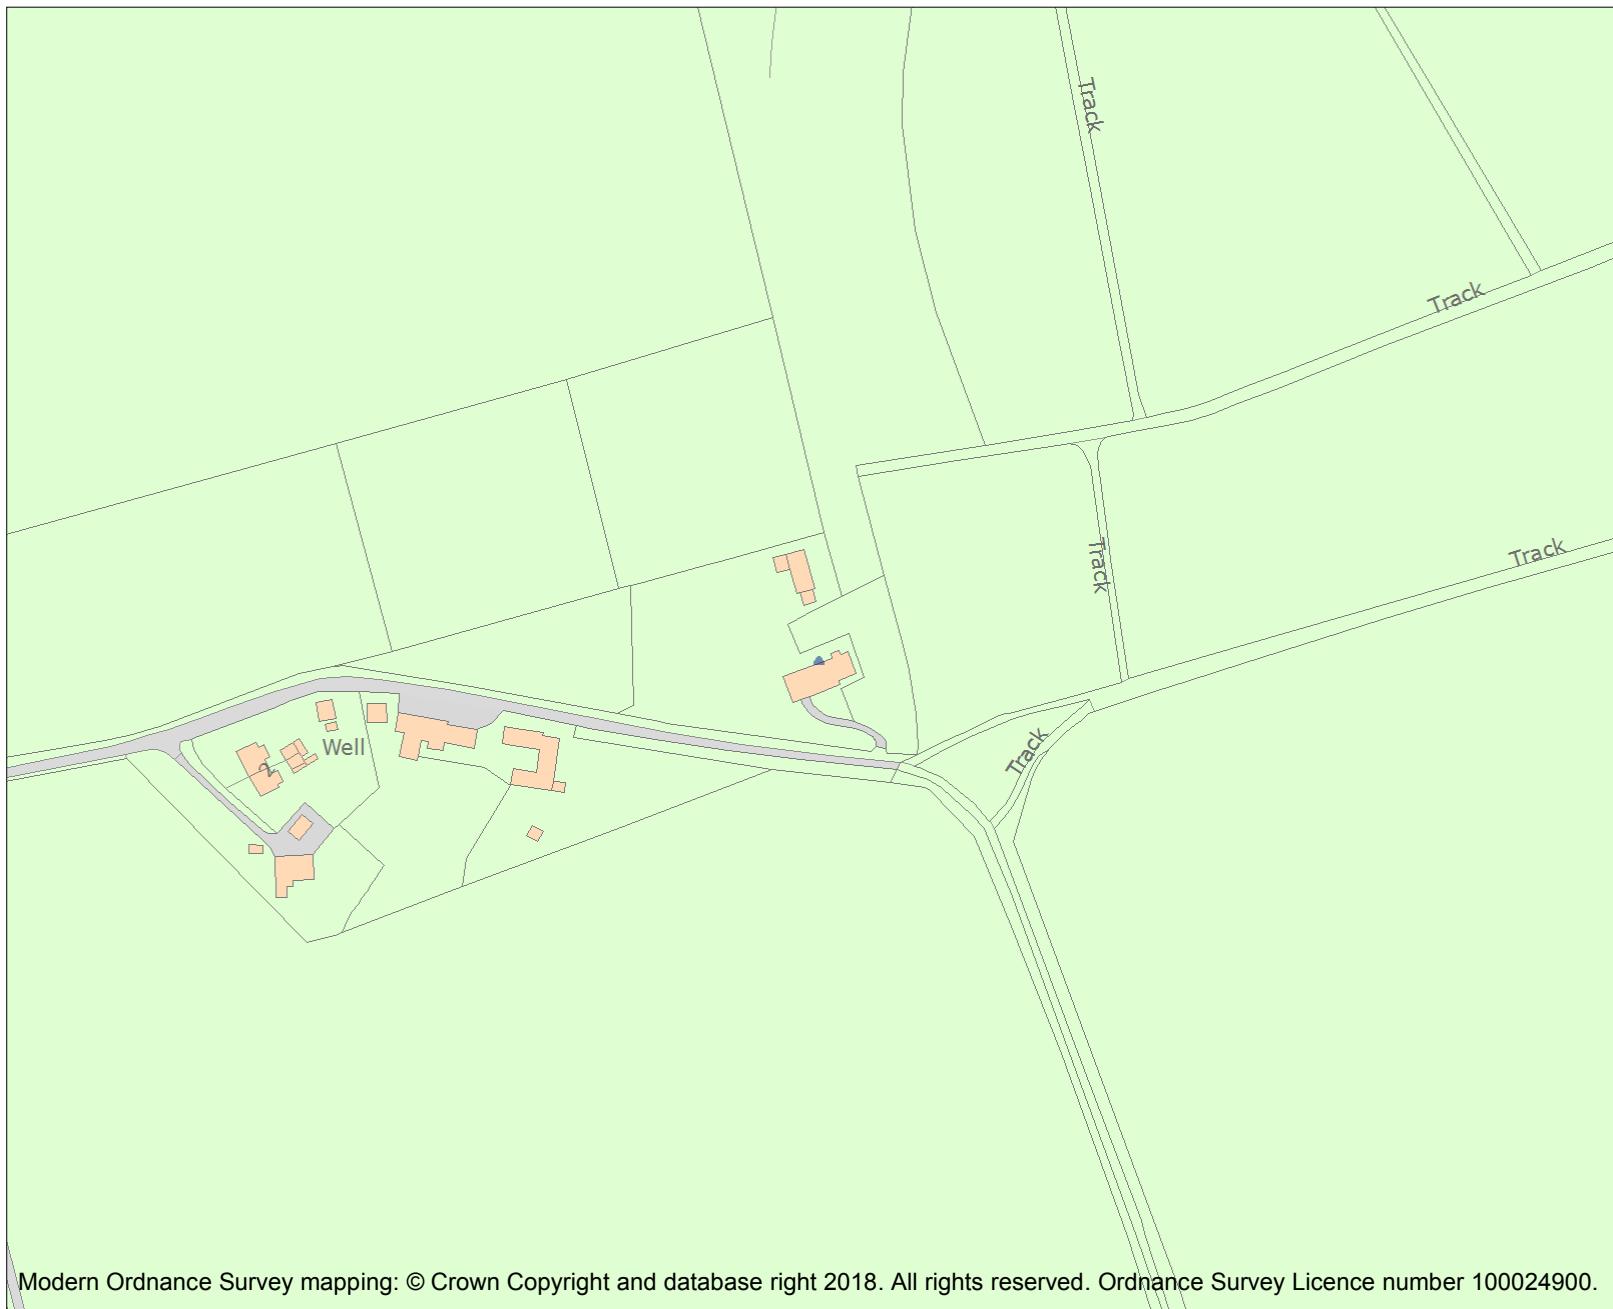 Track
Track
Track
Track
Track
Well
2
Modern Ordnance Survey mapping: © Crown Copyright and database right 2018. All rights reserved. Ordnance Survey Licence number 100024900.